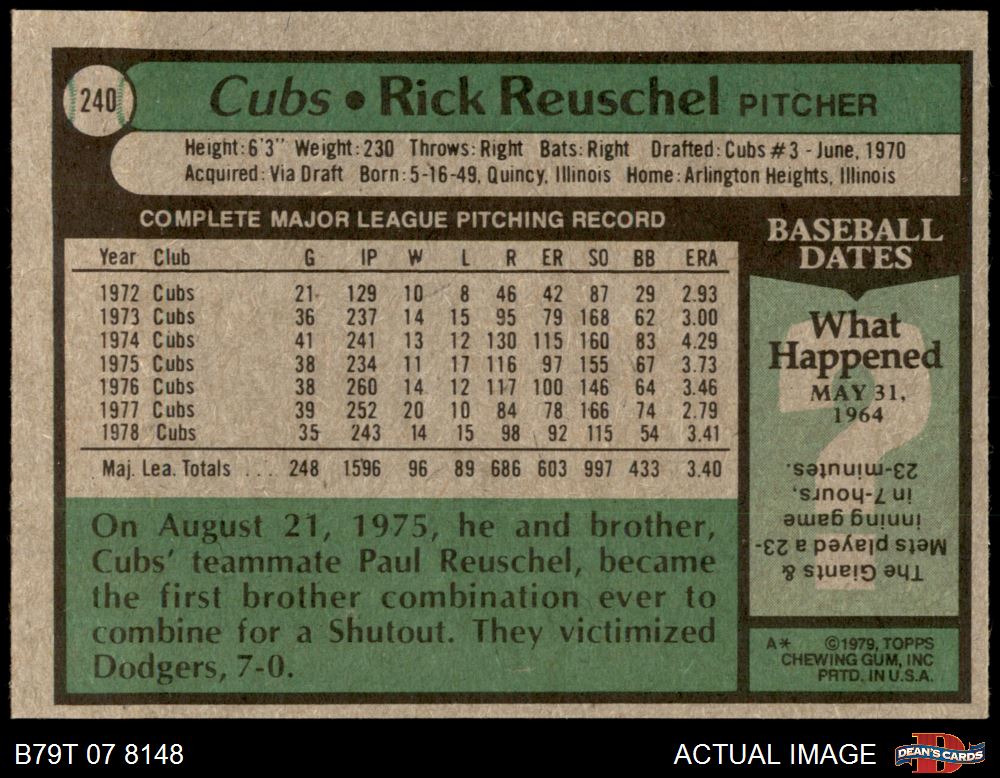 240
Cubs • Rick Reuschel PITCHER
Height: 6'3" Weight: 230 Throws: Right Bats: Right Drafted: Cubs #3 - June, 1970
Acquired: Via Draft Born: 5-16-49, Quincy, Illinois Home: Arlington Heights, Illinois
COMPLETE MAJOR LEAGUE PITCHING RECORD
Year Club G IP W L R ER SO BB ERA
1972 Cubs 21 129 10 8 46 42 87 29 2.93
1973 Cubs 36 237 14 15 95 79 168 62 3.00
1974 Cubs 41 241 13 12 130 115 160 83 4.29
1975 Cubs 38 234 11 17 116 97 155 67 3.73
1976 Cubs 38 260 14 12 117 100 146 64 3.46
1977 Cubs 39 252 20 10 84 78 166 74 2.79
1978 Cubs 35 243 14 15 98 92 115 54 3.41
Maj. Lea. Totals ... 248 1596 96 89 686 603 997 433 3.40
On August 21, 1975, he and brother,
Cubs' teammate Paul Reuschel, became
the first brother combination ever to
combine for a Shutout. They victimized
Dodgers, 7-0.
BASEBALL
DATES
What
Happened
MAY 31,
1964
The Giants &
Mets played a 23-
inning game
in 7-hours,
23-minutes.
A* ©1979, TOPPS
CHEWING GUM, INC
PRTD. IN U.S.A.
B79T 07 8148
ACTUAL IMAGE
DEAN'S CARDS